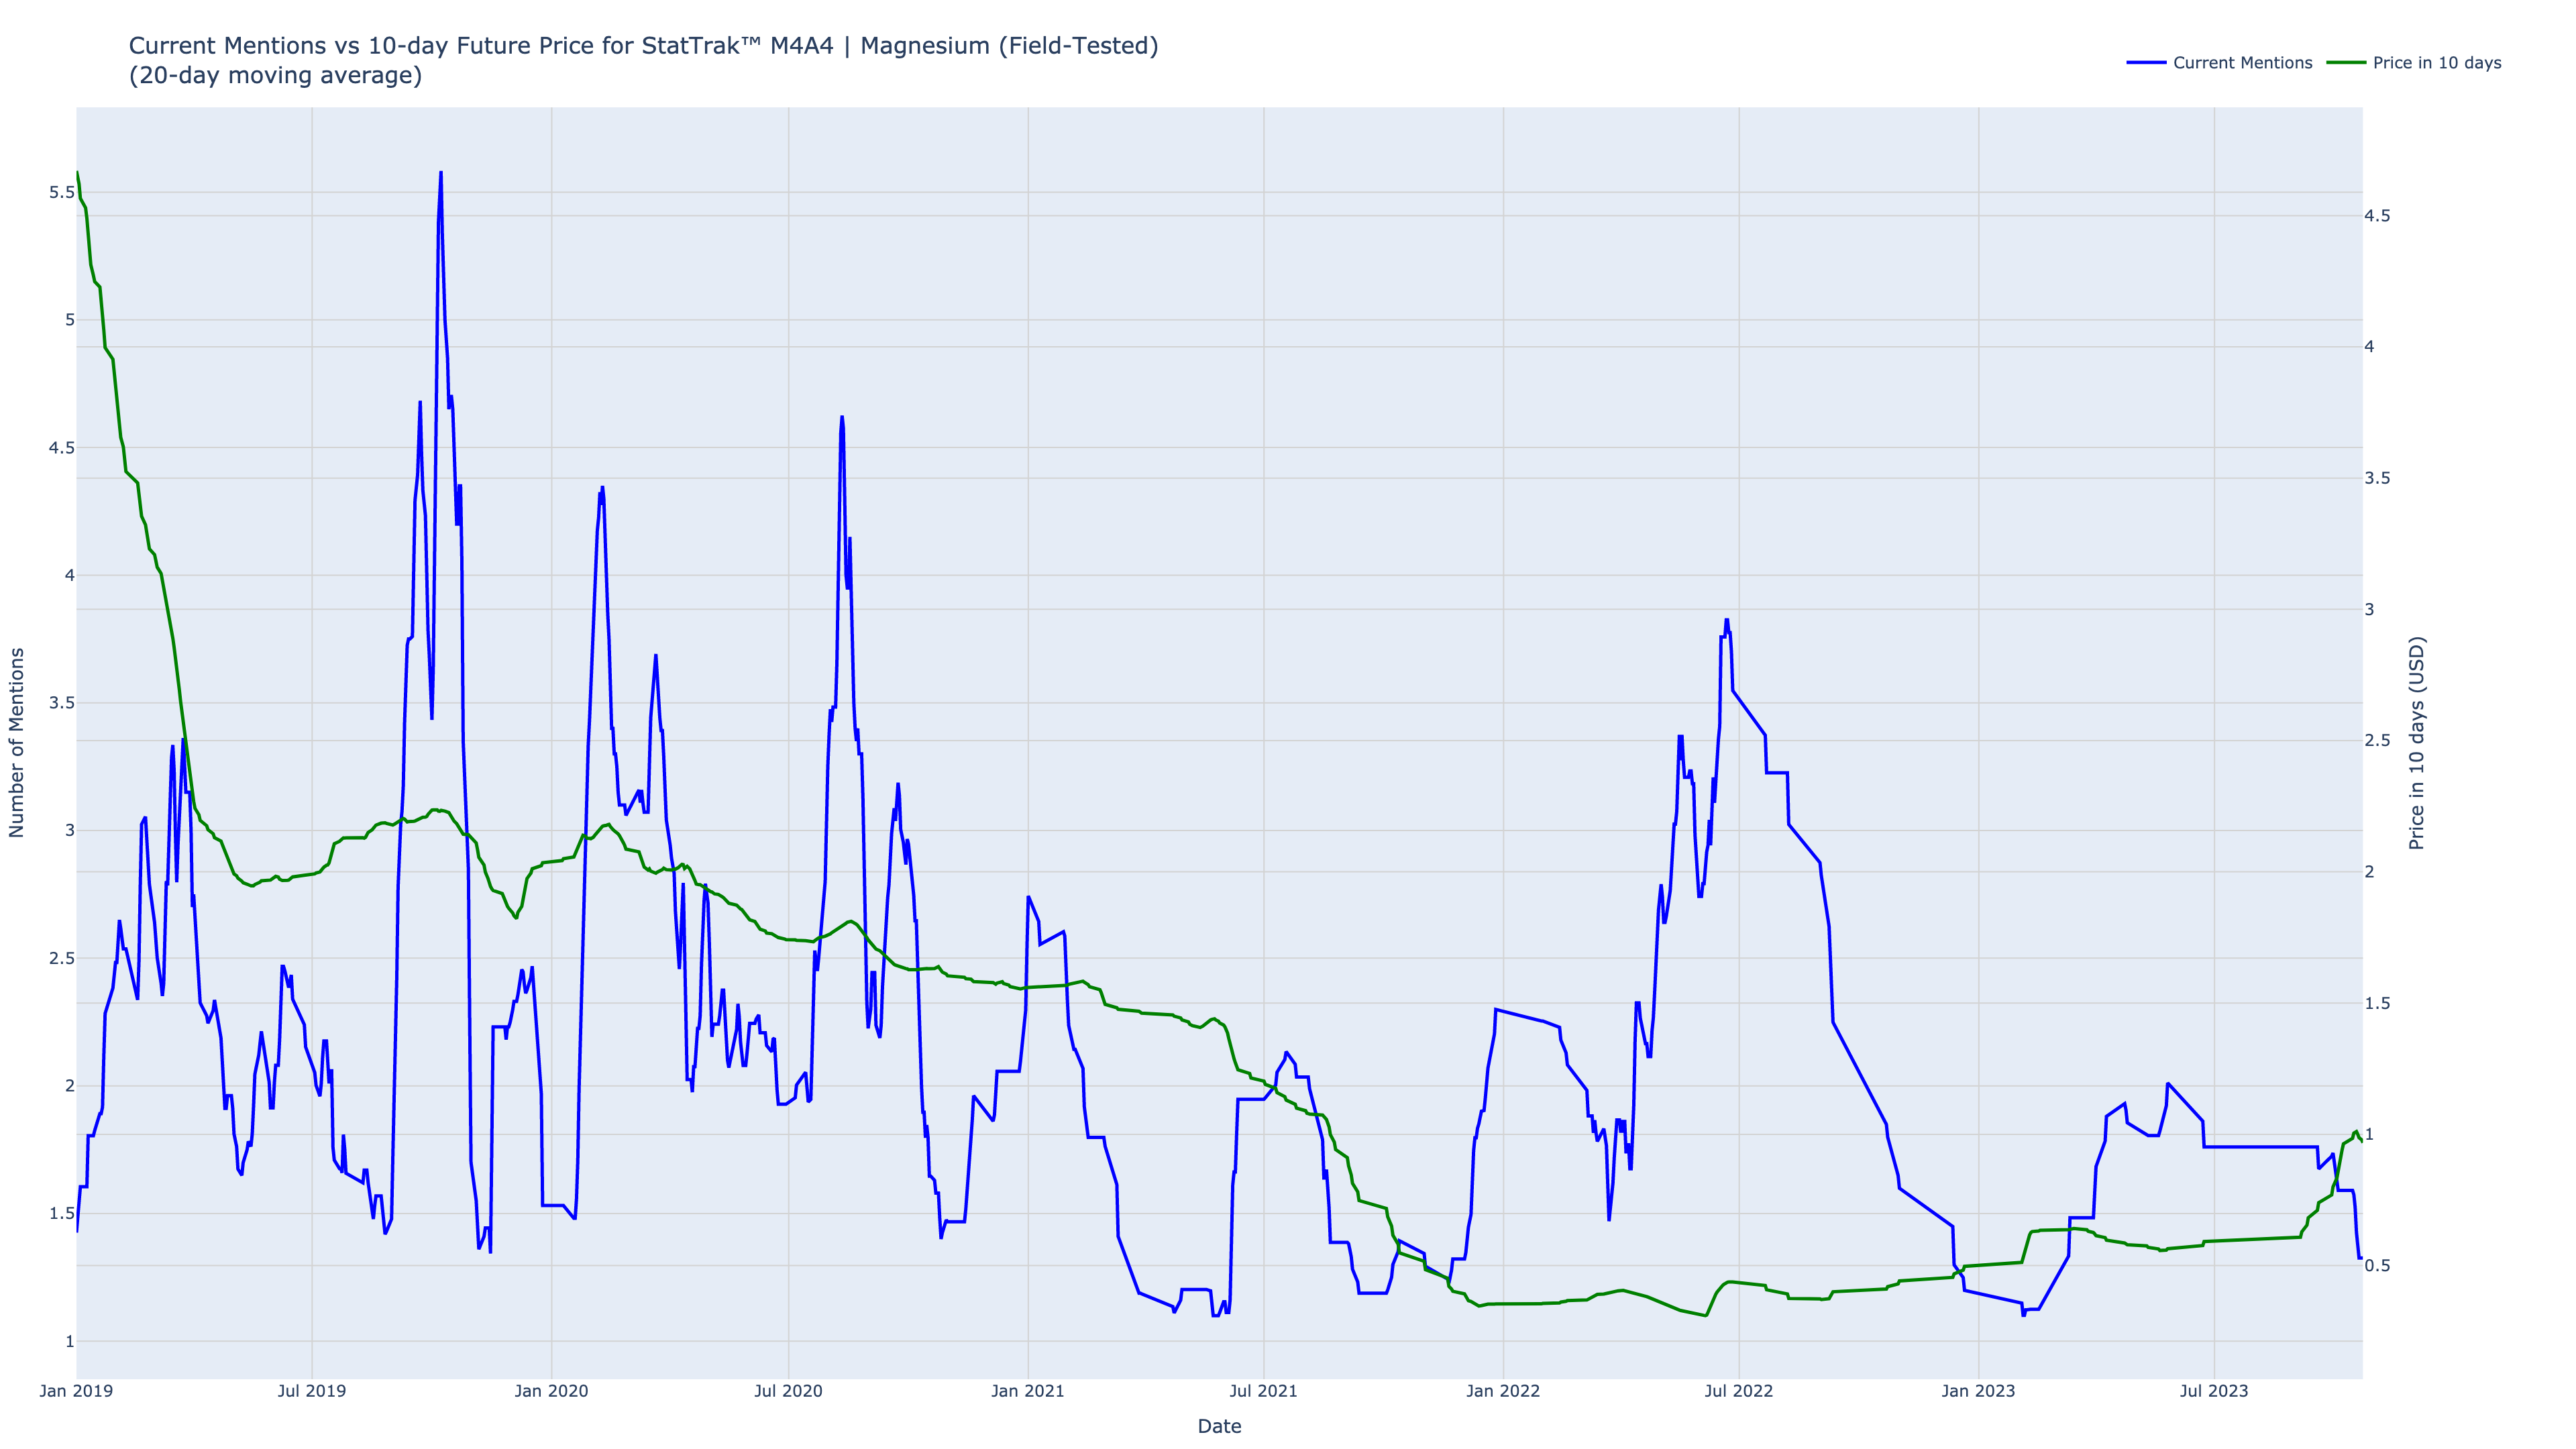 Current Mentions vs 10-day Future Price for StatTrak™ M4A4 | Magnesium (Field-Tested)
(20-day moving average)
Current Mentions
Price in 10 days
5.5
5
4.5
4
3.5
3
2.5
2
1.5
1
Number of Mentions
4.5
4
3.5
3
2.5
2
1.5
1
0.5
Price in 10 days (USD)
Jan 2019
Jul 2019
Jan 2020
Jul 2020
Jan 2021
Jul 2021
Jan 2022
Jul 2022
Jan 2023
Jul 2023
Date